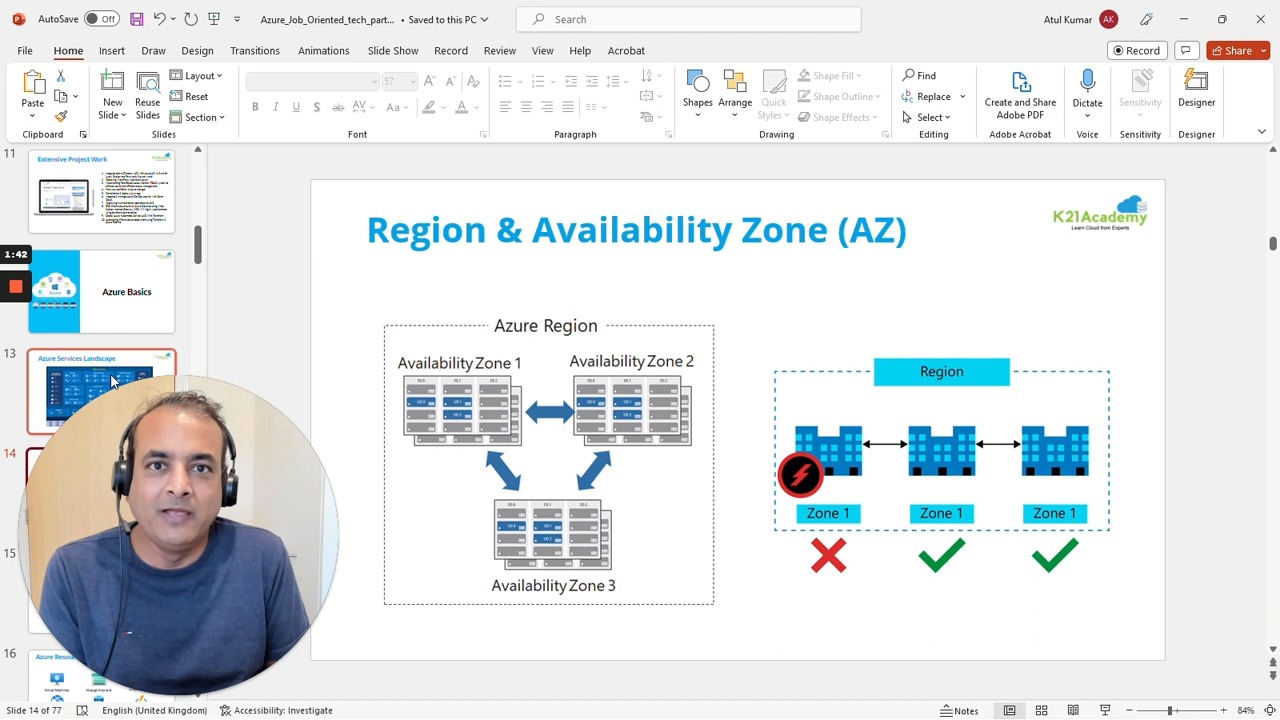 AutoSave Off Azure_Job_Oriented_tech_part... • Saved to this PC Search Atul Kumar AK
File Home Insert Draw Design Transitions Animations Slide Show Record Review View Help Acrobat Record Share
Paste New Slide Reuse Slides Layout Reset Section 57 Shapes Arrange Quick Styles Shape Fill Shape Outline Shape Effects Find Replace Select Create and Share Adobe PDF Dictate Sensitivity Designer
Clipboard Slides Font Paragraph Drawing Editing Adobe Acrobat Voice Sensitivity Designer
11
Extensive Project Work
1:42
Azure Basics
13
Azure Services Landscape
14
15
16
Azure Resou
Virtual Machines
Region & Availability Zone (AZ)
K21Academy
Learn Cloud from Experts
Azure Region
Availability Zone 1
Availability Zone 2
Availability Zone 3
Region
Zone 1 Zone 1 Zone 1
Slide 14 of 77 English (United Kingdom) Accessibility: Investigate Notes 84%